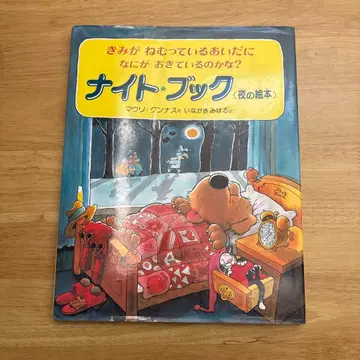 きみが ねむっているあいだに
なにが おきているのかな?
ナイト・ブック(夜の絵本)
マウリ・クンナス作 いながき みはる訳